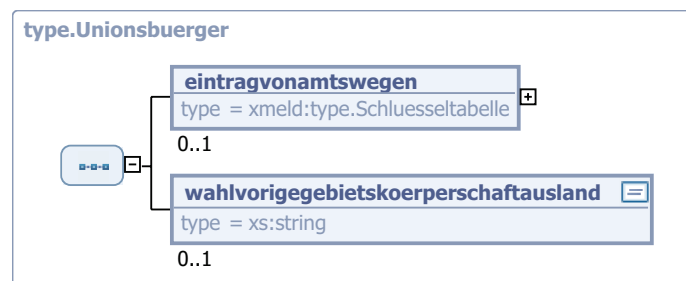 type.Unionsbuerger
eintragvonamtswegen
type = xmeld:type.Schluesseltabelle
0..1
wahlvorigegebietskoerperschaftausland
type = xs:string
0..1